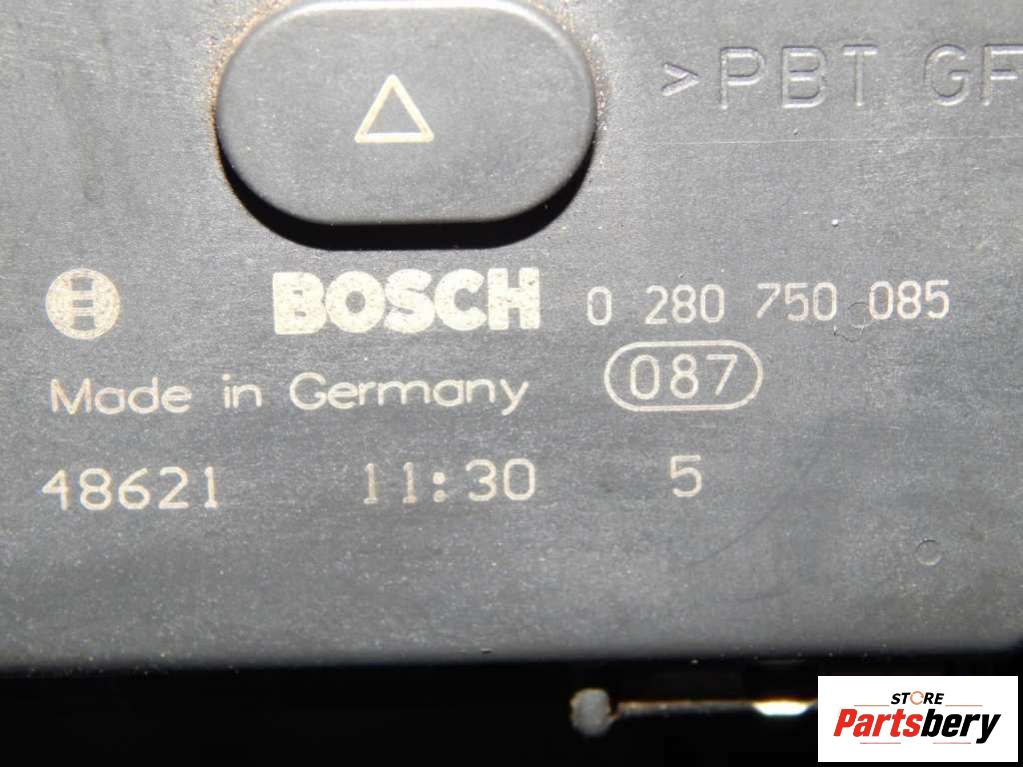 >PBT GF
BOSCH 0 280 750 085
Made in Germany 087
48621 11:30 5
STORE
Partsbery